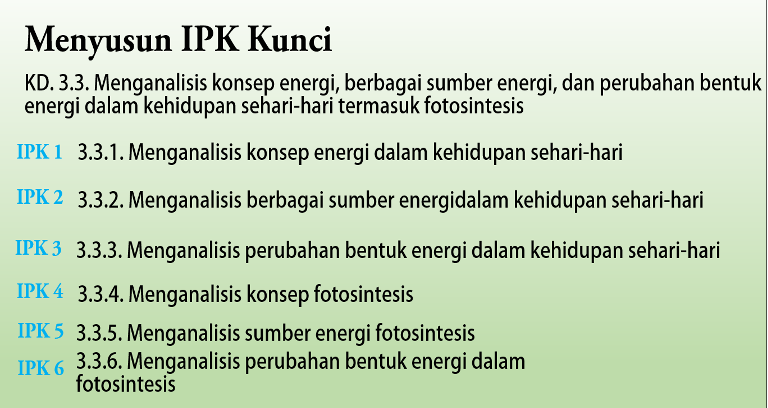 Menyusun IPK Kunci
KD. 3.3. Menganalisis konsep energi, berbagai sumber energi, dan perubahan bentuk
energi dalam kehidupan sehari-hari termasuk fotosintesis
IPK 1 3.3.1. Menganalisis konsep energi dalam kehidupan sehari-hari
IPK 2 3.3.2. Menganalisis berbagai sumber energidalam kehidupan sehari-hari
IPK 3 3.3.3. Menganalisis perubahan bentuk energi dalam kehidupan sehari-hari
IPK 4 3.3.4. Menganalisis konsep fotosintesis
IPK 5 3.3.5. Menganalisis sumber energi fotosintesis
IPK 6 3.3.6. Menganalisis perubahan bentuk energi dalam
fotosintesis